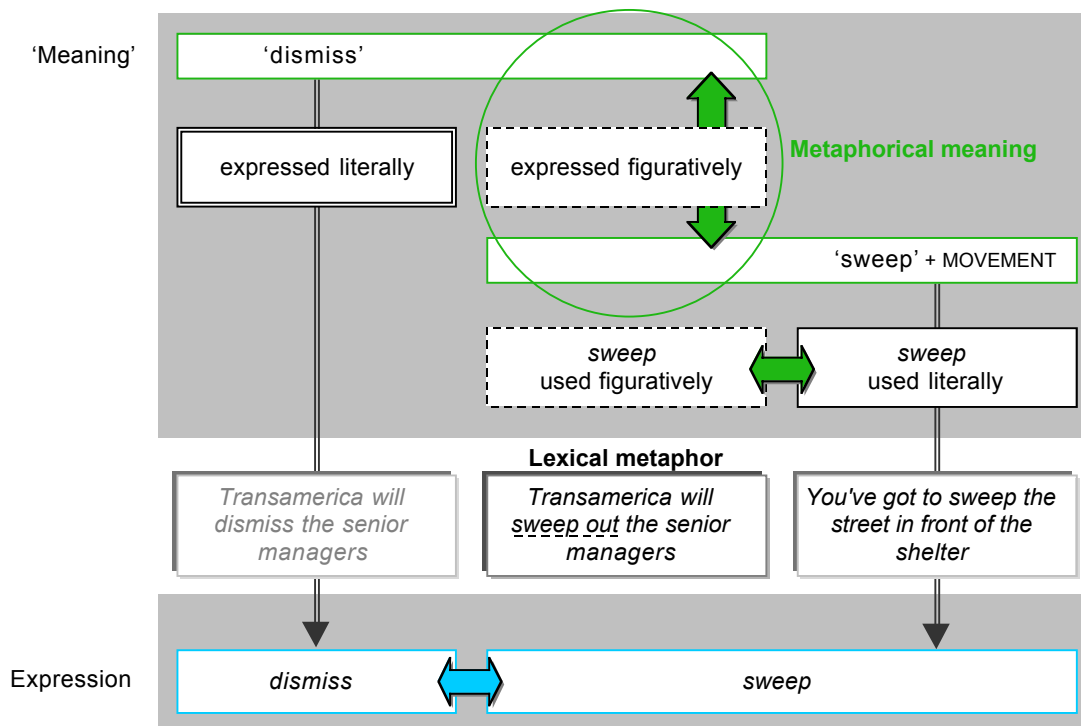 ‘Meaning’
‘dismiss’
expressed literally
expressed figuratively
Metaphorical meaning
‘sweep’ + MOVEMENT
sweep
used figuratively
sweep
used literally
Lexical metaphor
Transamerica will
dismiss the senior
managers
Transamerica will
sweep out the senior
managers
You've got to sweep the
street in front of the
shelter
Expression
dismiss
sweep